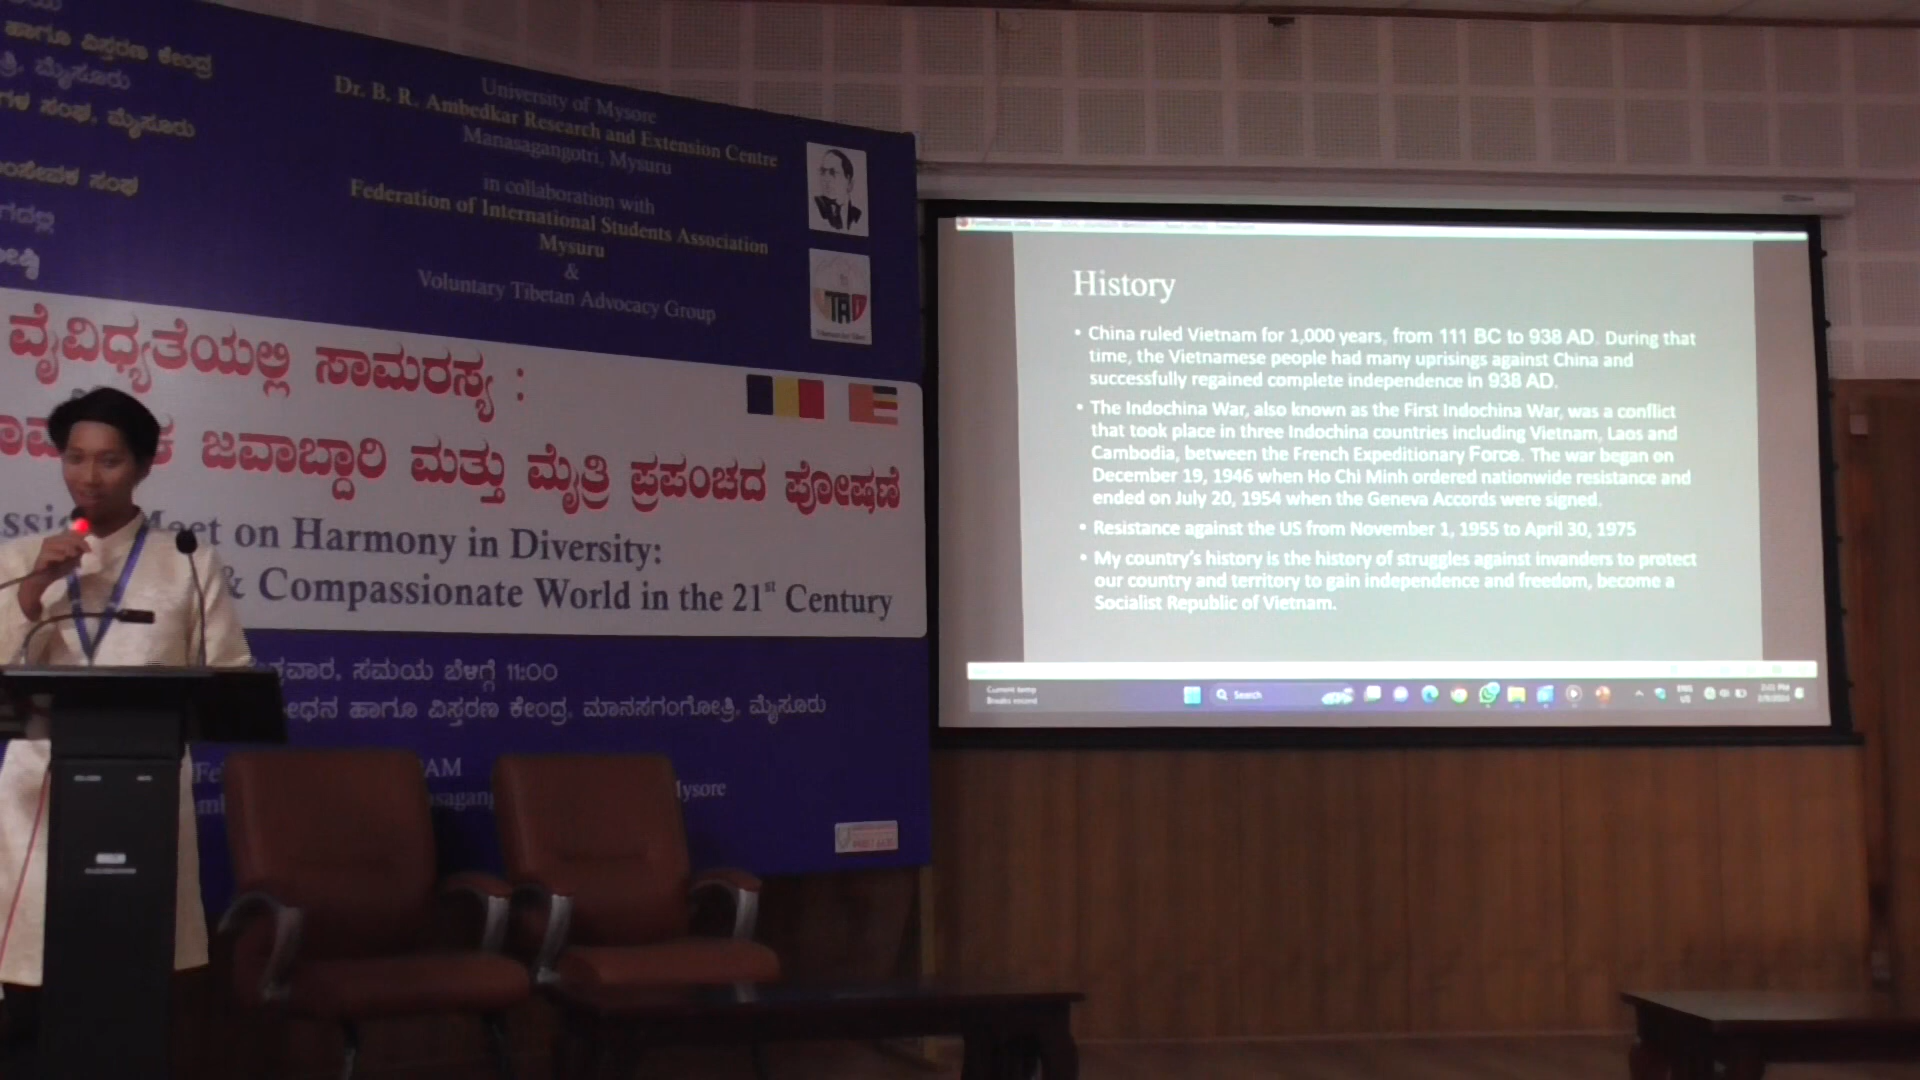 ಹಾಗೂ ವಿಸ್ತರಣ ಕೇಂದ್ರ
ಮೈಸೂರು
ಸಂಘ, ಮೈಸೂರು
ಸಂಘ
University of Mysore
Dr. B. R. Ambedkar Research and Extension Centre
Manasagangotri, Mysuru
in collaboration with
Federation of International Students Association
Mysuru
&
Voluntary Tibetan Advocacy Group
ವೈವಿಧ್ಯತೆಯಲ್ಲಿ ಸಾಮರಸ್ಯ :
ಜವಾಬ್ದಾರಿ ಮತ್ತು ಮೈತ್ರಿ ಪ್ರಪಂಚದ ಪೋಷಣೆ
on Harmony in Diversity:
& Compassionate World in the 21st Century
ಸಮಯ ಬೆಳಗ್ಗೆ 11:00
ಹಾಗೂ ವಿಸ್ತರಣ ಕೇಂದ್ರ, ಮಾನಸಗಂಗೋತ್ರಿ, ಮೈಸೂರು
AM
History
• China ruled Vietnam for 1,000 years, from 111 BC to 938 AD. During that
time, the Vietnamese people had many uprisings against China and
successfully regained complete independence in 938 AD.
• The Indochina War, also known as the First Indochina War, was a conflict
that took place in three Indochina countries including Vietnam, Laos and
Cambodia, between the French Expeditionary Force. The war began on
December 19, 1946 when Ho Chi Minh ordered nationwide resistance and
ended on July 20, 1954 when the Geneva Accords were signed.
• Resistance against the US from November 1, 1955 to April 30, 1975
• My country's history is the history of struggles against invanders to protect
our country and territory to gain independence and freedom, become a
Socialist Republic of Vietnam.
Search